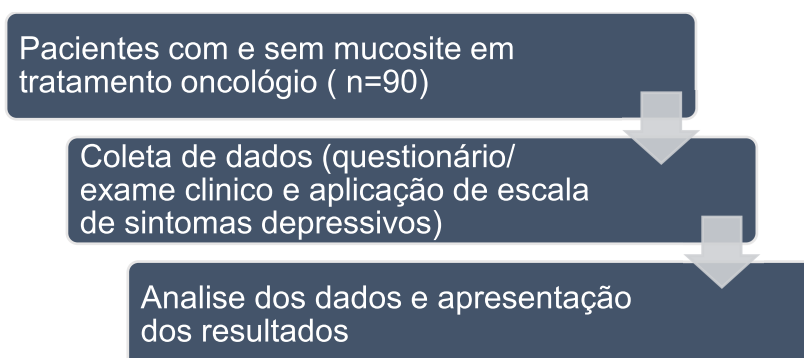 Pacientes com e sem mucosite em
tratamento oncológio ( n=90)
Coleta de dados (questionário/
exame clinico e aplicação de escala
de sintomas depressivos)
Analise dos dados e apresentação
dos resultados